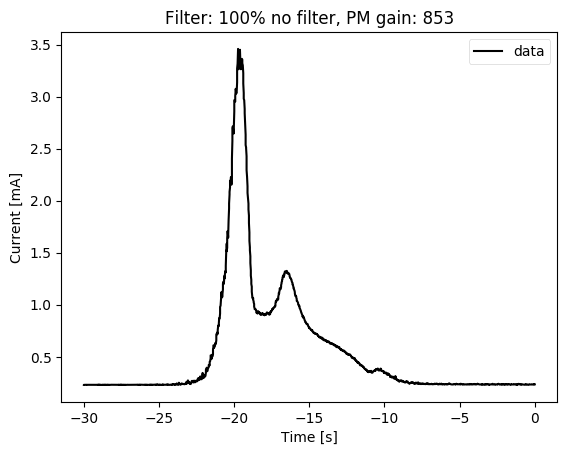 Filter: 100% no filter, PM gain: 853
data
3.5
3.0
2.5
2.0
1.5
1.0
0.5
Current [mA]
−30 −25 −20 −15 −10 −5 0
Time [s]